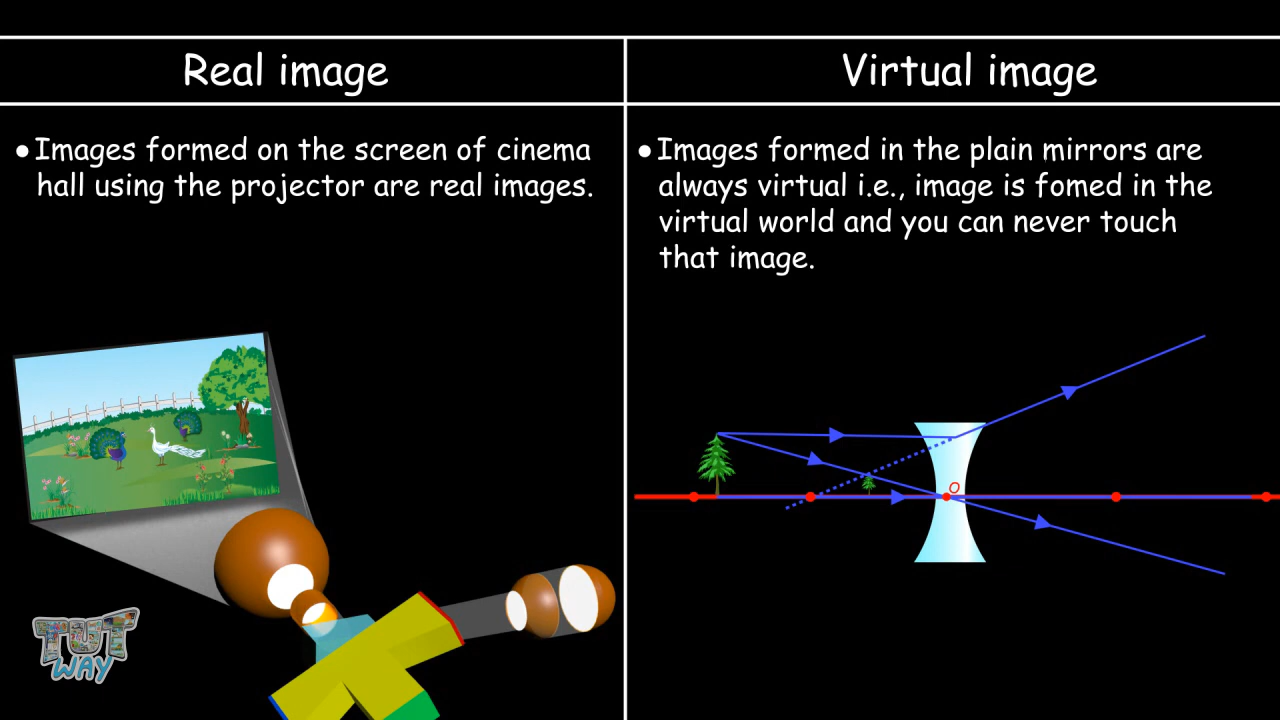 Real image
Virtual image
● Images formed on the screen of cinema
hall using the projector are real images.
● Images formed in the plain mirrors are
always virtual i.e., image is fomed in the
virtual world and you can never touch
that image.
O
TUT
WAY